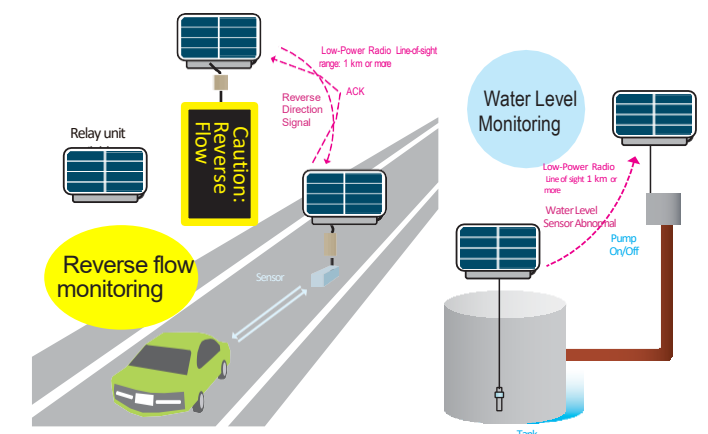 Low-Power Radio Line-of-sight
range: 1 km or more
ACK
Reverse
Direction
Signal
Caution:
Reverse
Flow
Relay unit
Reverse flow
monitoring
Sensor
Water Level
Monitoring
Low-Power Radio
Line of sight 1 km or
more
Water Level
Sensor Abnormal
Pump
On/Off
Tank